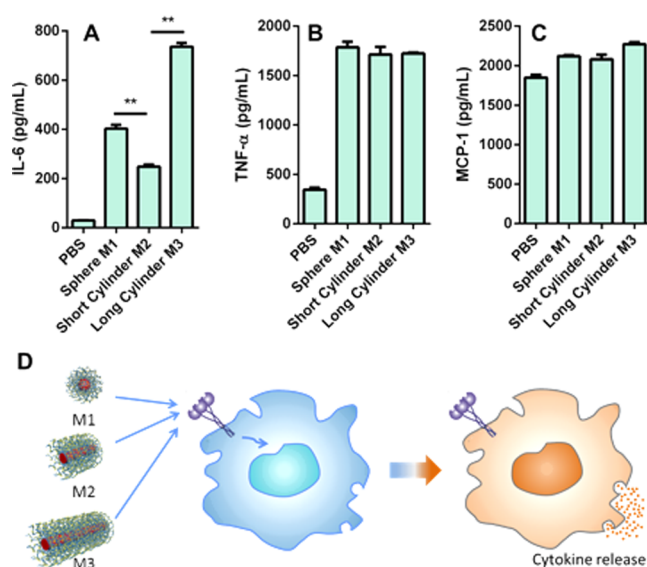 A
IL-6 (pg/mL)
800
600
400
200
0
**
**
PBS
Sphere M1
Short Cylinder M2
Long Cylinder M3
B
TNF-α (pg/mL)
2000
1500
1000
500
0
PBS
Sphere M1
Short Cylinder M2
Long Cylinder M3
C
MCP-1 (pg/mL)
2500
2000
1500
1000
500
0
PBS
Sphere M1
Short Cylinder M2
Long Cylinder M3
D
M1
M2
M3
Cytokine release